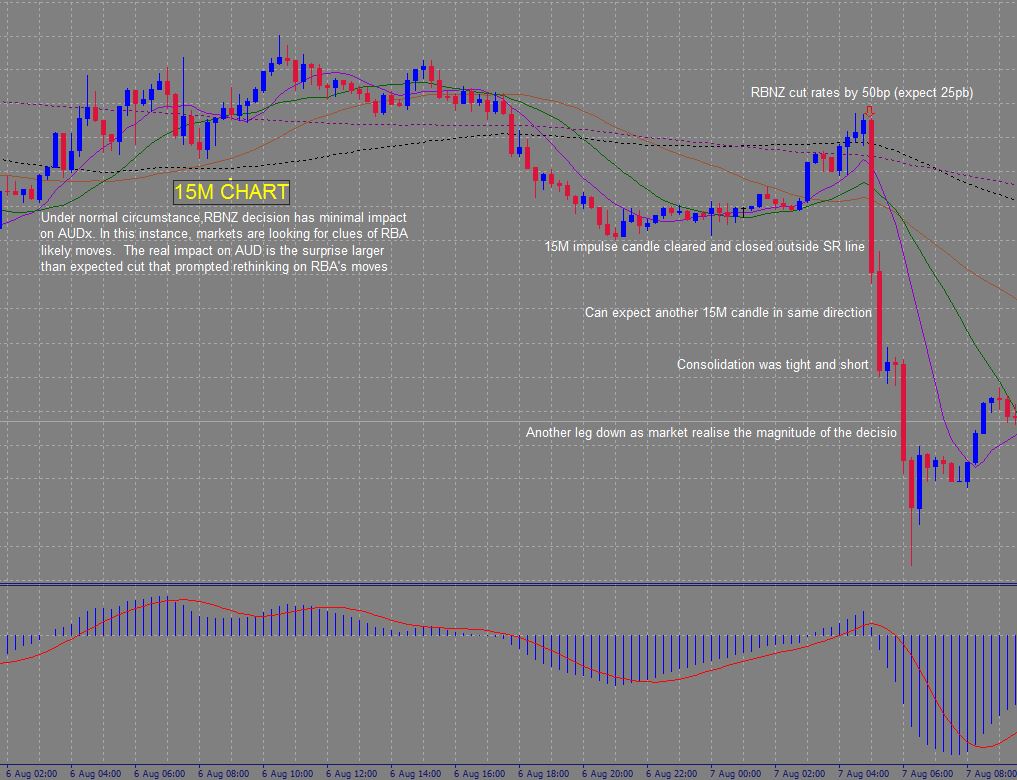 RBNZ cut rates by 50bp (expect 25pb)
15M CHART
Under normal circumstance,RBNZ decision has minimal impact
on AUDx. In this instance, markets are looking for clues of RBA
likely moves.  The real impact on AUD is the surprise larger
than expected cut that prompted rethinking on RBA's moves
15M impulse candle cleared and closed outside SR line
Can expect another 15M candle in same direction
Consolidation was tight and short
Another leg down as market realise the magnitude of the decisio
6 Aug 02:00 6 Aug 04:00 6 Aug 06:00 6 Aug 08:00 6 Aug 10:00 6 Aug 12:00 6 Aug 14:00 6 Aug 16:00 6 Aug 18:00 6 Aug 20:00 6 Aug 22:00 7 Aug 00:00 7 Aug 02:00 7 Aug 04:00 7 Aug 06:00 7 Aug 08:00